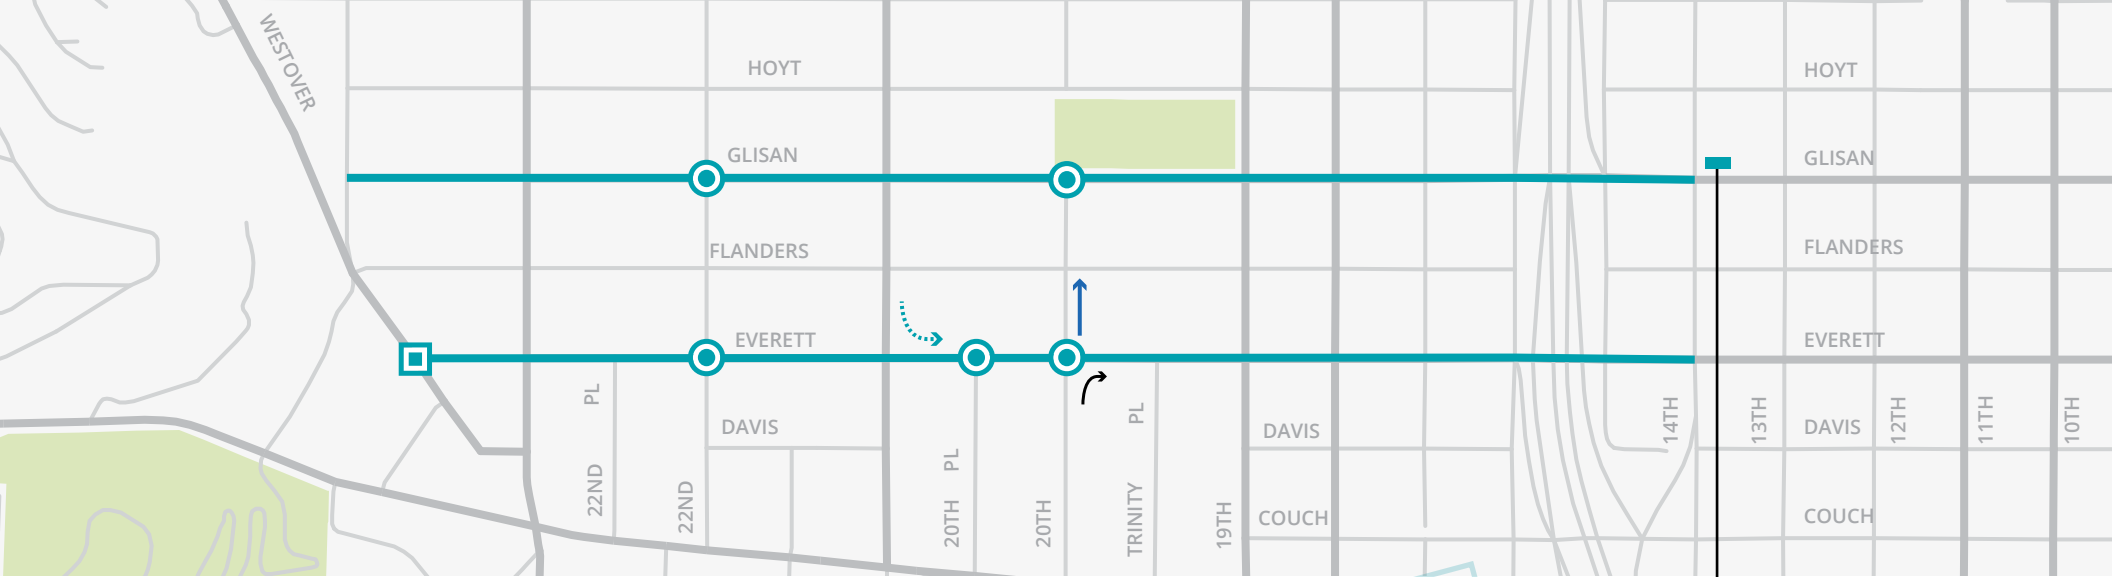 WESTOVER
HOYT
HOYT
GLISAN
GLISAN
FLANDERS
FLANDERS
EVERETT
EVERETT
22ND PL
22ND
DAVIS
20TH PL
20TH
TRINITY PL
19TH
DAVIS
COUCH
14TH
13TH
DAVIS
12TH
11TH
10TH
COUCH